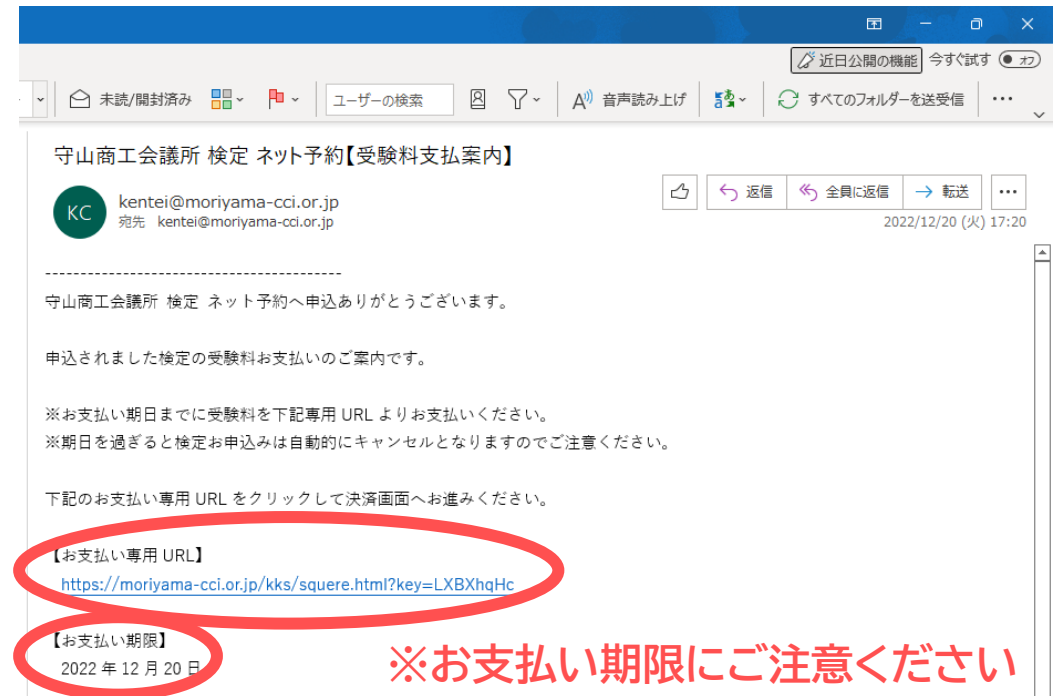 近日公開の機能 今すぐ試す オフ
未読/開封済み ユーザーの検索 音声読み上げ すべてのフォルダーを送受信 …
守山商工会議所 検定 ネット予約【受験料支払案内】
KC kentei@moriyama-cci.or.jp
宛先 kentei@moriyama-cci.or.jp
返信 全員に返信 転送 …
2022/12/20 (火) 17:20
------------------------------------------
守山商工会議所 検定 ネット予約へ申込ありがとうございます。
申込されました検定の受験料お支払いのご案内です。
※お支払い期日までに受験料を下記専用 URL よりお支払いください。
※期日を過ぎると検定お申込みは自動的にキャンセルとなりますのでご注意ください。
下記のお支払い専用 URL をクリックして決済画面へお進みください。
【お支払い専用 URL】
https://moriyama-cci.or.jp/kks/squere.html?key=LXBXhqHc
【お支払い期限】
2022 年 12 月 20 日
※お支払い期限にご注意ください